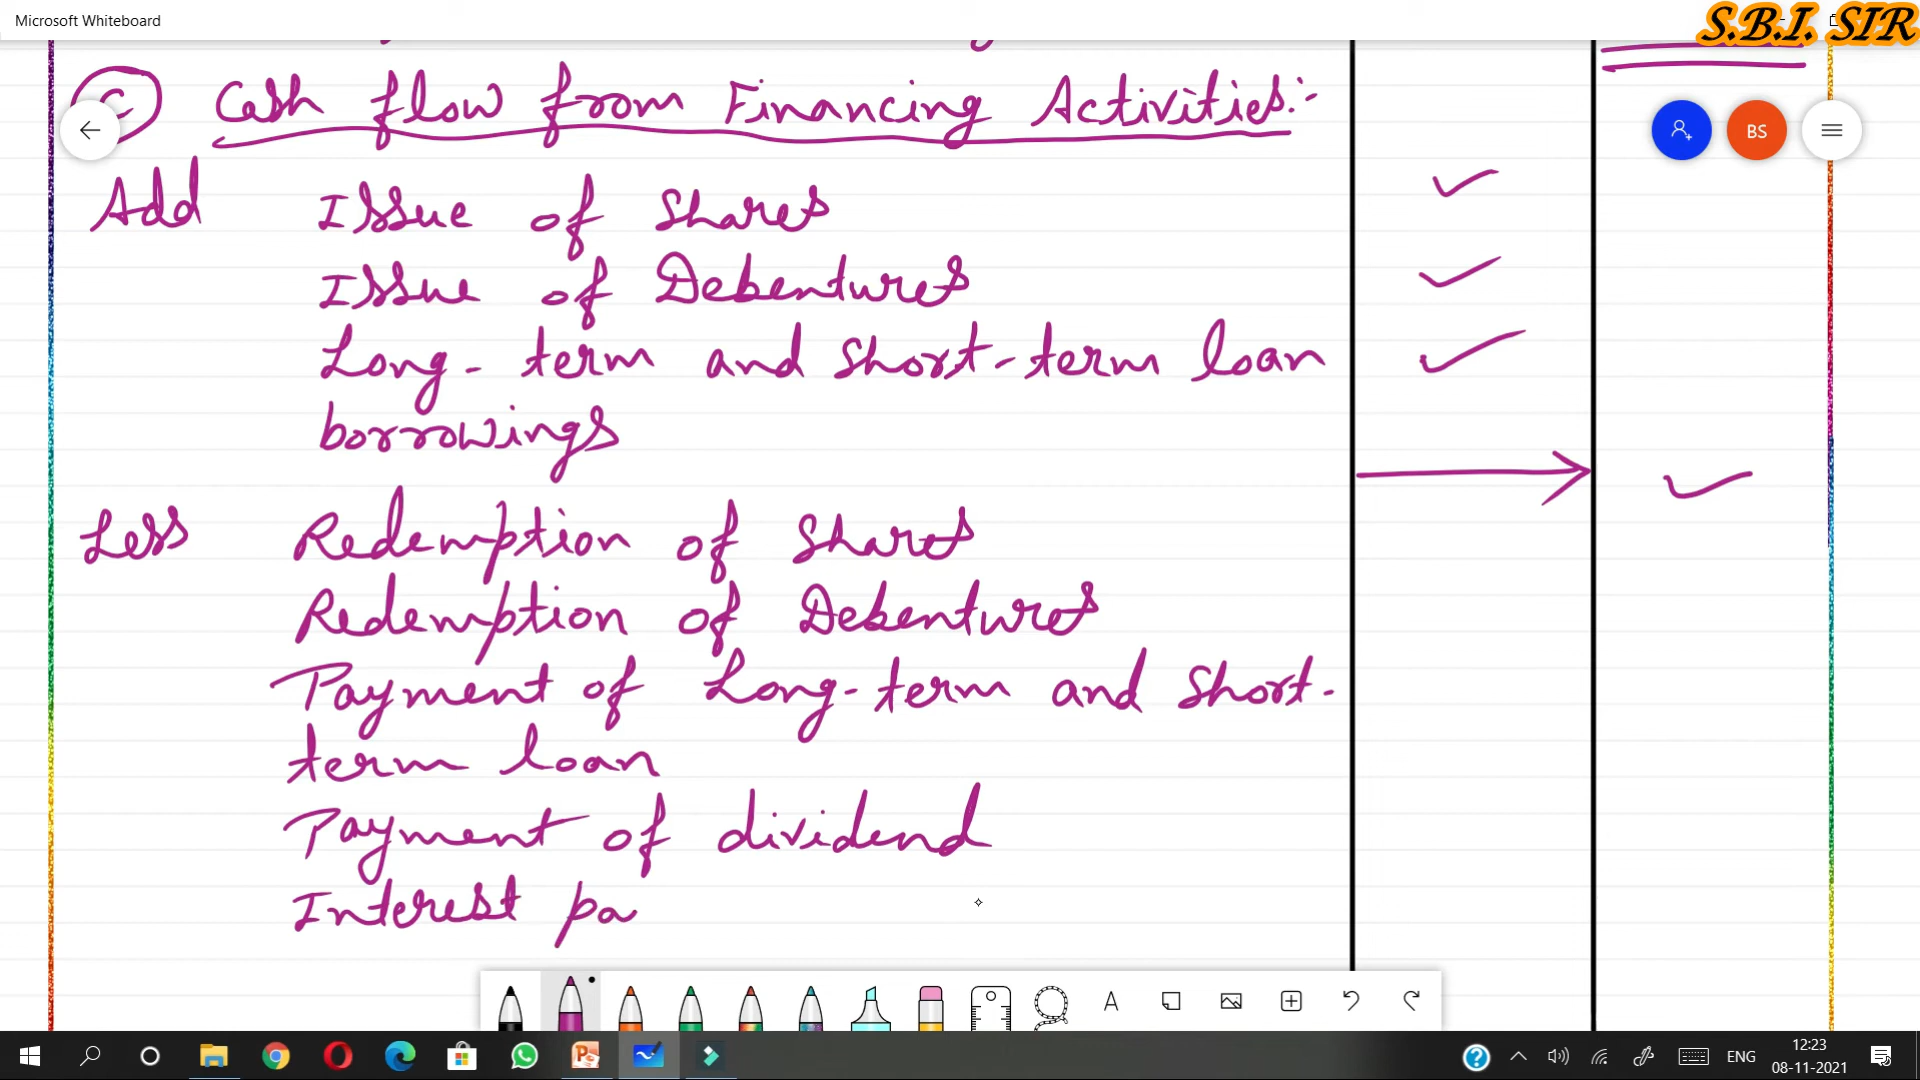 Microsoft Whiteboard
S.B.I. SIR
C Cash flow from Financing Activities:-
BS
Add Issue of Shares
Issue of Debentures
Long-term and Short-term loan
borrowings
Less Redemption of Shares
Redemption of Debentures
Payment of Long-term and Short-
term loan
Payment of dividend
Interest pa
ENG
12:23
08-11-2021